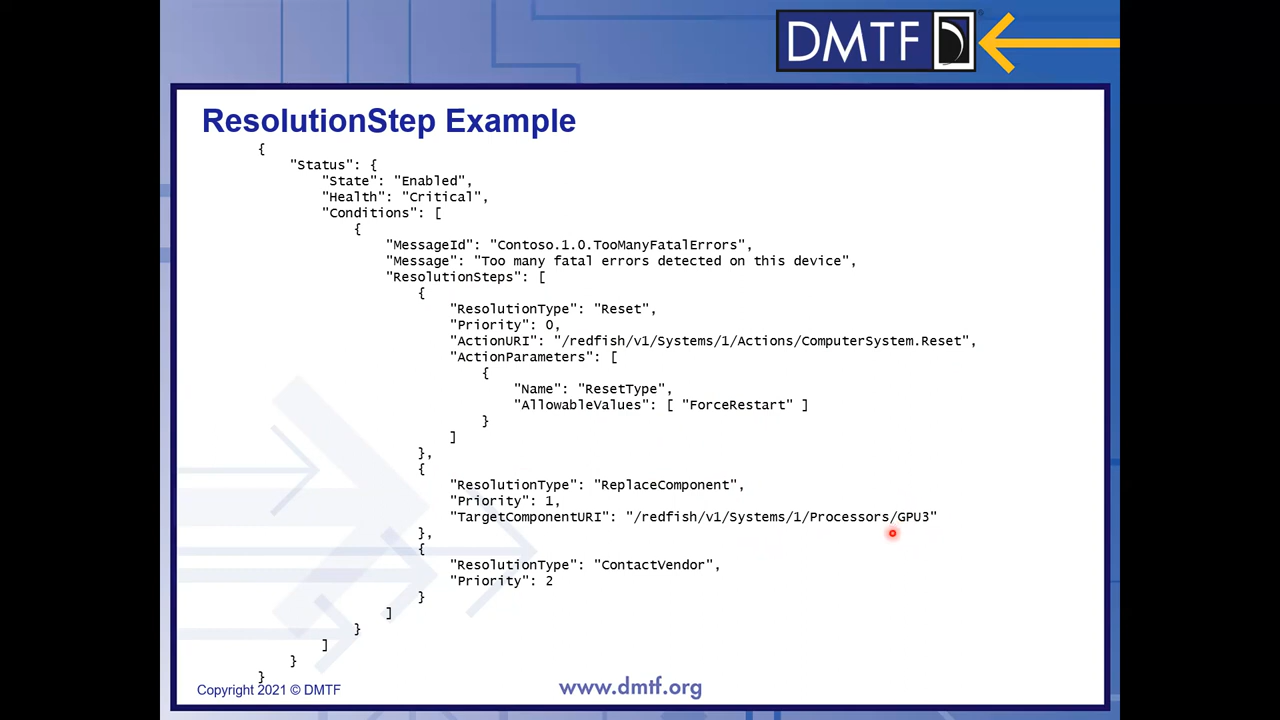 DMTF
ResolutionStep Example
{
"Status": {
"State": "Enabled",
"Health": "Critical",
"Conditions": [
{
"MessageId": "Contoso.1.0.TooManyFatalErrors",
"Message": "Too many fatal errors detected on this device",
"ResolutionSteps": [
{
"ResolutionType": "Reset",
"Priority": 0,
"ActionURI": "/redfish/v1/Systems/1/Actions/ComputerSystem.Reset",
"ActionParameters": [
{
"Name": "ResetType",
"AllowableValues": [ "ForceRestart" ]
}
]
},
{
"ResolutionType": "ReplaceComponent",
"Priority": 1,
"TargetComponentURI": "/redfish/v1/Systems/1/Processors/GPU3"
},
{
"ResolutionType": "ContactVendor",
"Priority": 2
}
]
}
]
}
}
Copyright 2021 © DMTF
www.dmtf.org